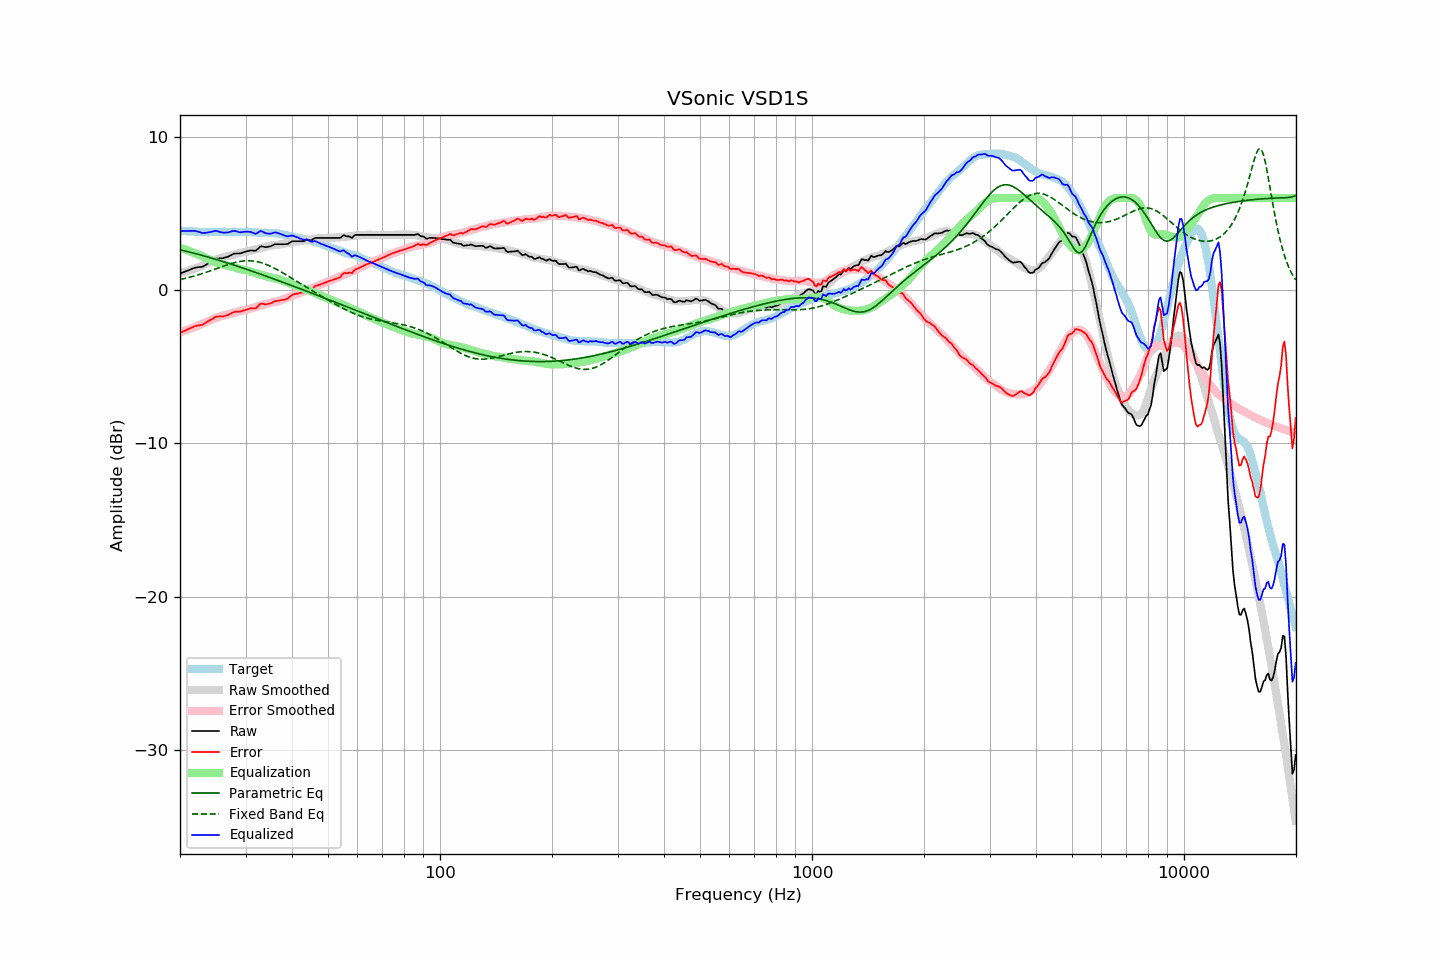 VSonic VSD1S
10
0
−10
−20
−30
Amplitude (dBr)
Target
Raw Smoothed
Error Smoothed
Raw
Error
Equalization
Parametric Eq
Fixed Band Eq
Equalized
100
1000
10000
Frequency (Hz)